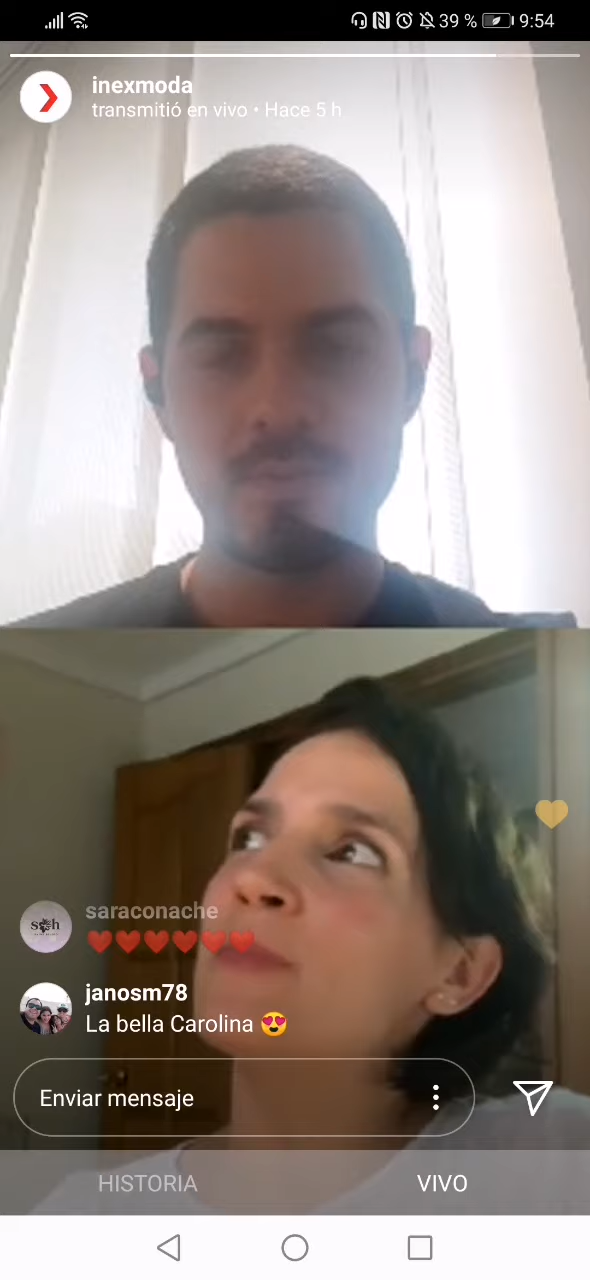 39 % 9:54
inexmoda
transmitió en vivo • Hace 5 h
saraconache
❤️❤️❤️❤️❤️❤️
janosm78
La bella Carolina 😍
Enviar mensaje
HISTORIA
VIVO